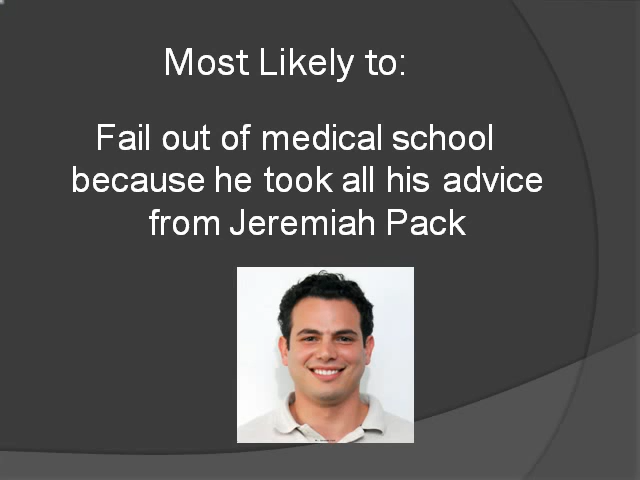 Most Likely to:
Fail out of medical school
because he took all his advice
from Jeremiah Pack